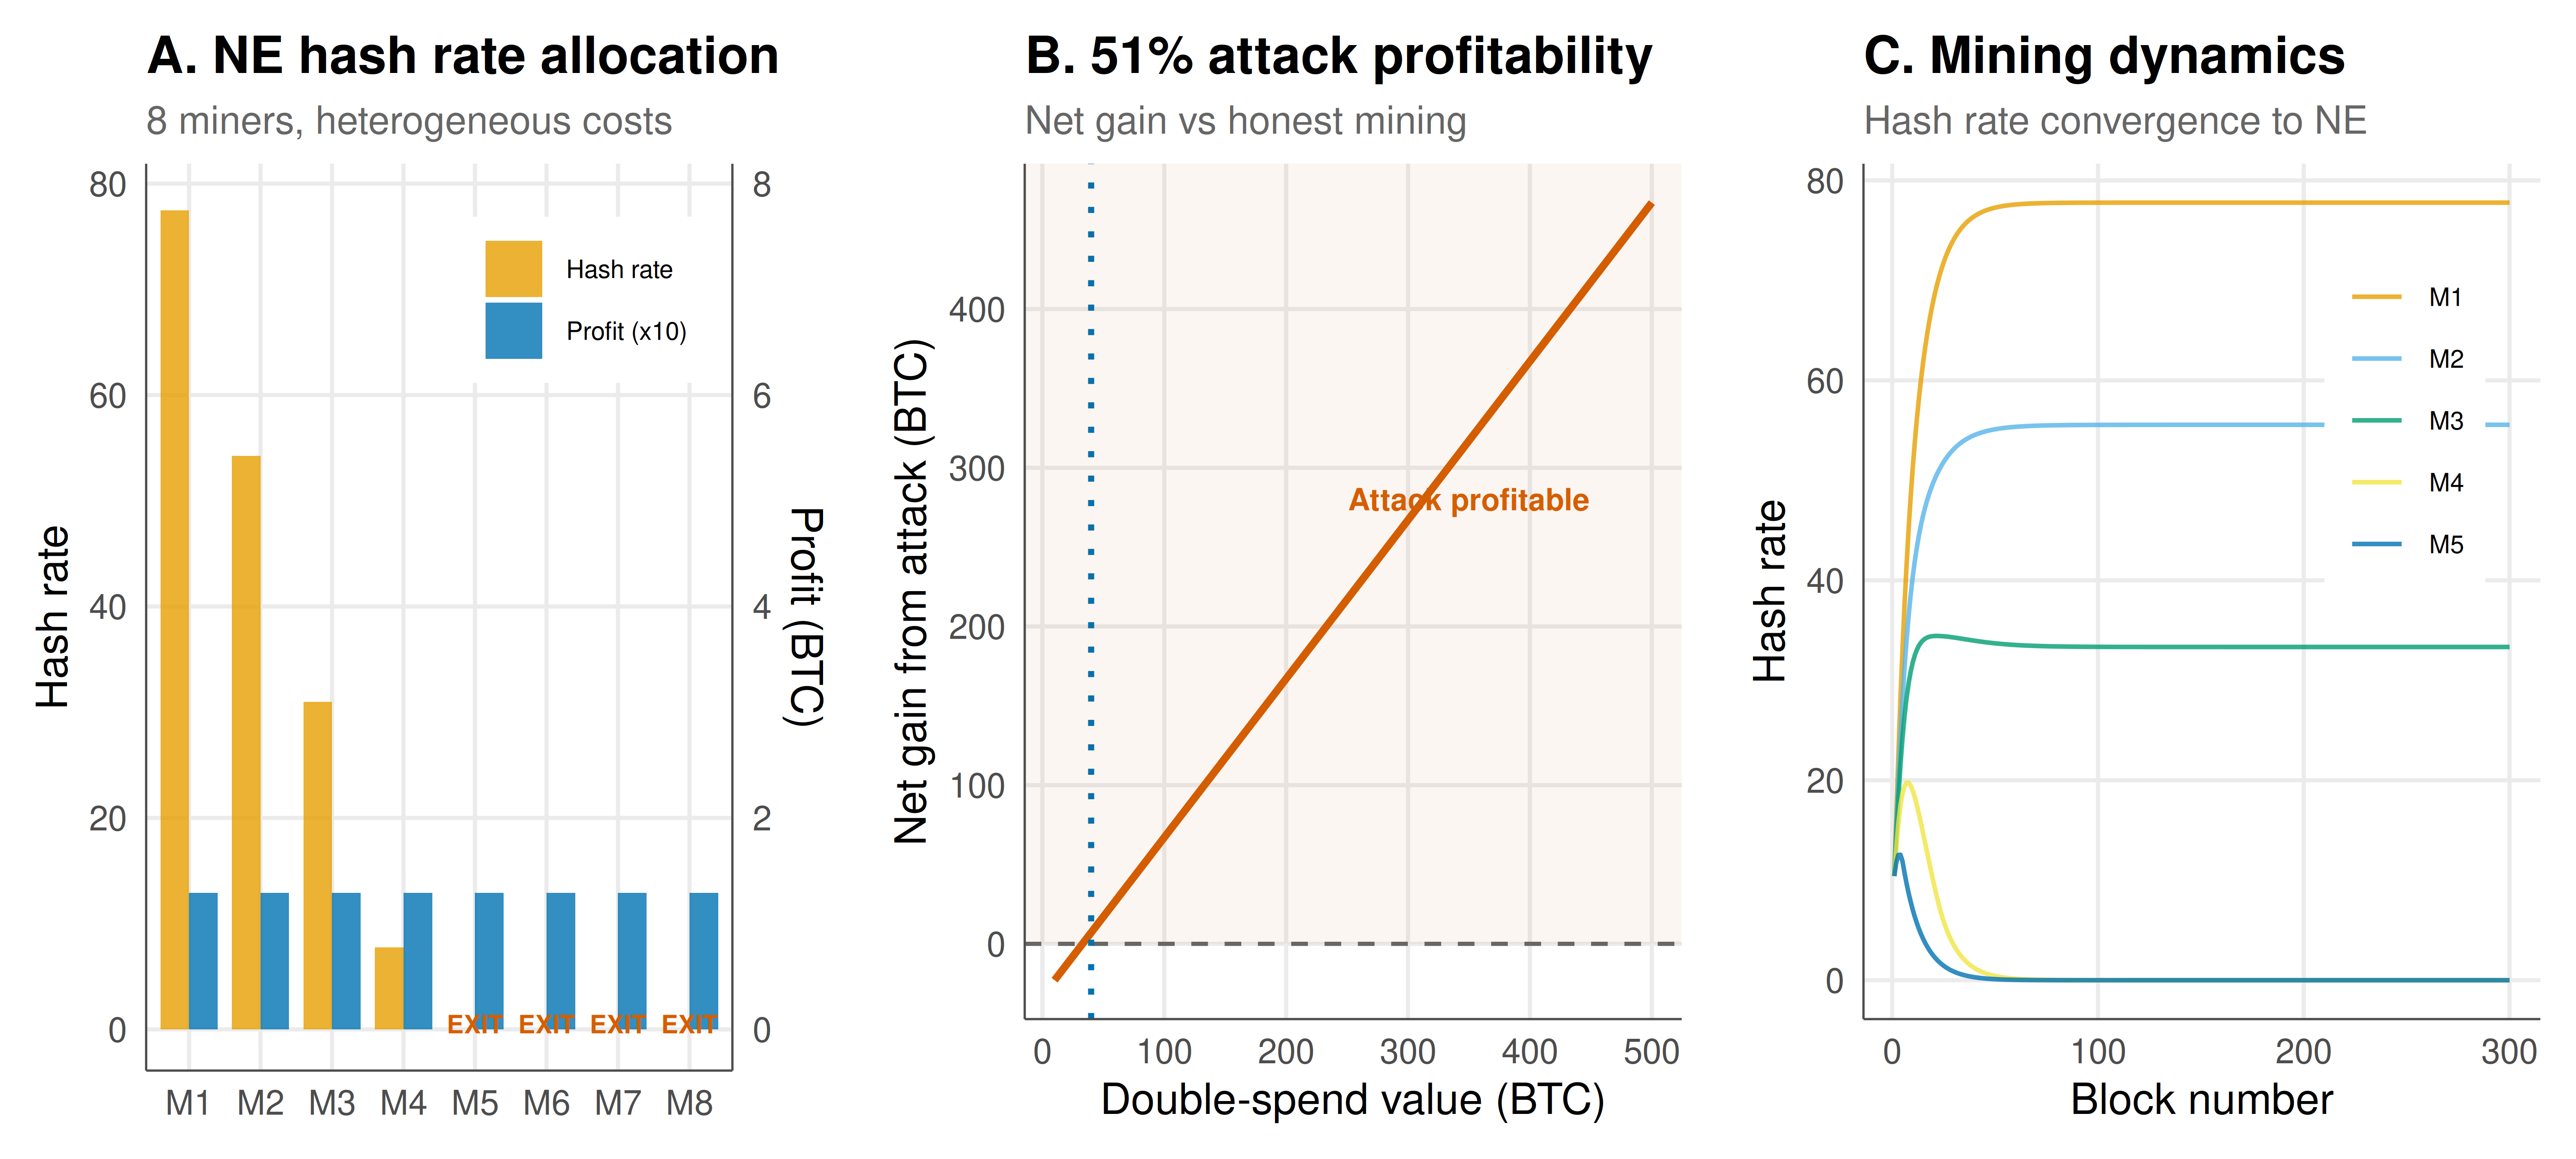 A. NE hash rate allocation
8 miners, heterogeneous costs
80
60
40
20
0
Hash rate
8
6
4
2
0
Profit (BTC)
Hash rate
Profit (x10)
EXIT EXIT EXIT EXIT
M1 M2 M3 M4 M5 M6 M7 M8
B. 51% attack profitability
Net gain vs honest mining
400
300
200
100
0
Net gain from attack (BTC)
Attack profitable
0 100 200 300 400 500
Double-spend value (BTC)
C. Mining dynamics
Hash rate convergence to NE
80
60
40
20
0
Hash rate
M1
M2
M3
M4
M5
0 100 200 300
Block number